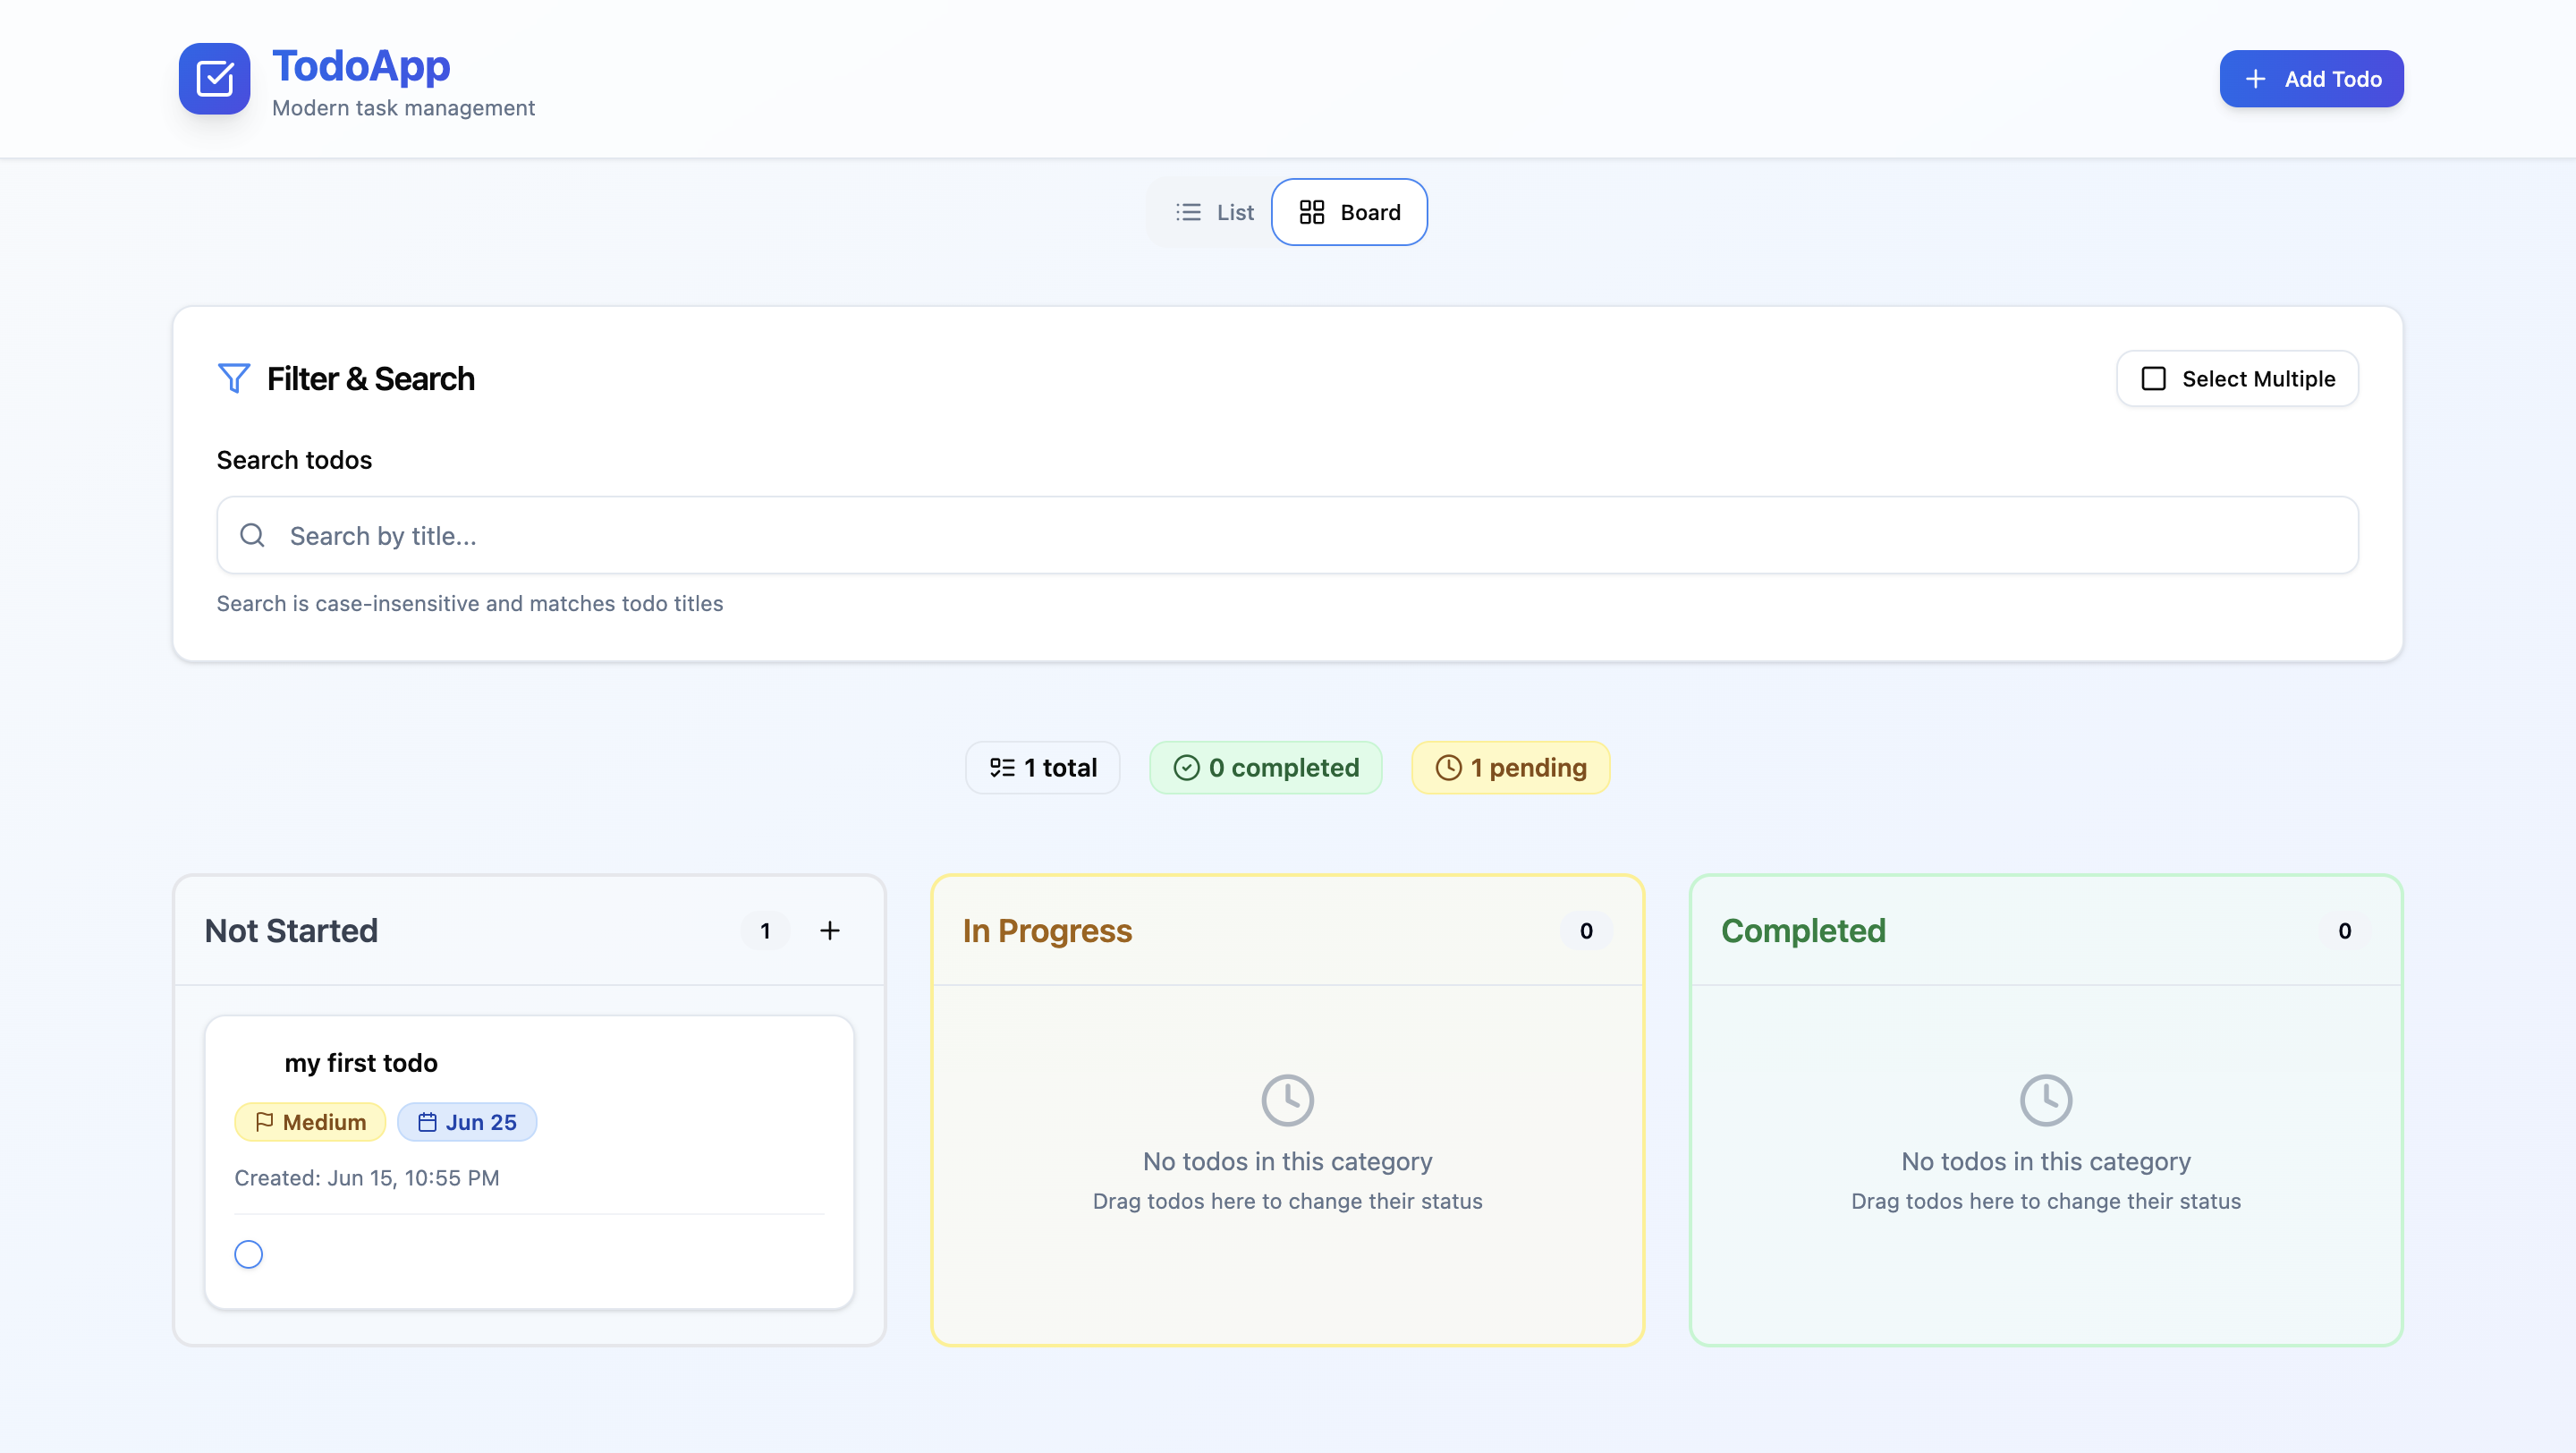 TodoApp
Modern task management
Add Todo
List
Board
Filter & Search
Select Multiple
Search todos
Search by title...
Search is case-insensitive and matches todo titles
1 total
0 completed
1 pending
Not Started
1
In Progress
0
Completed
0
my first todo
Medium
Jun 25
Created: Jun 15, 10:55 PM
No todos in this category
Drag todos here to change their status
No todos in this category
Drag todos here to change their status